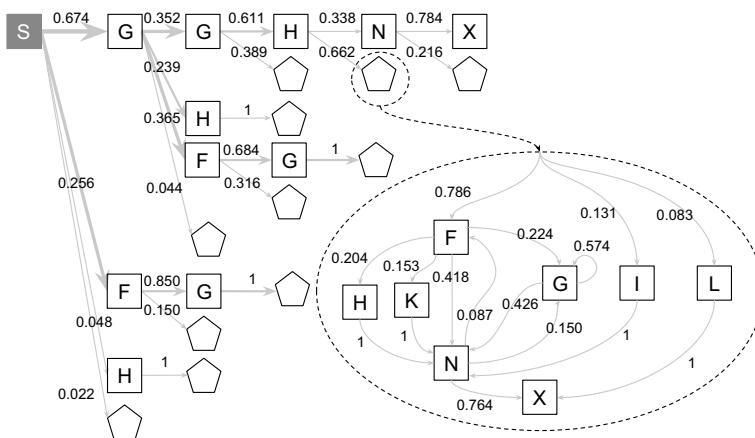 S 0.674 G 0.352 G 0.611 H 0.338 N 0.784 X
0.389 0.662 0.216
0.239
0.365 H 1
F 0.684 G 1
0.316
0.256 0.044
0.786
0.131
0.083
F 0.224
0.574
0.204
0.153 0.418
F 0.850 G 1
0.150
H K G I L
0.048
0.087 0.426
0.150
1 1 1 1
H 1
N
0.022
0.764 X